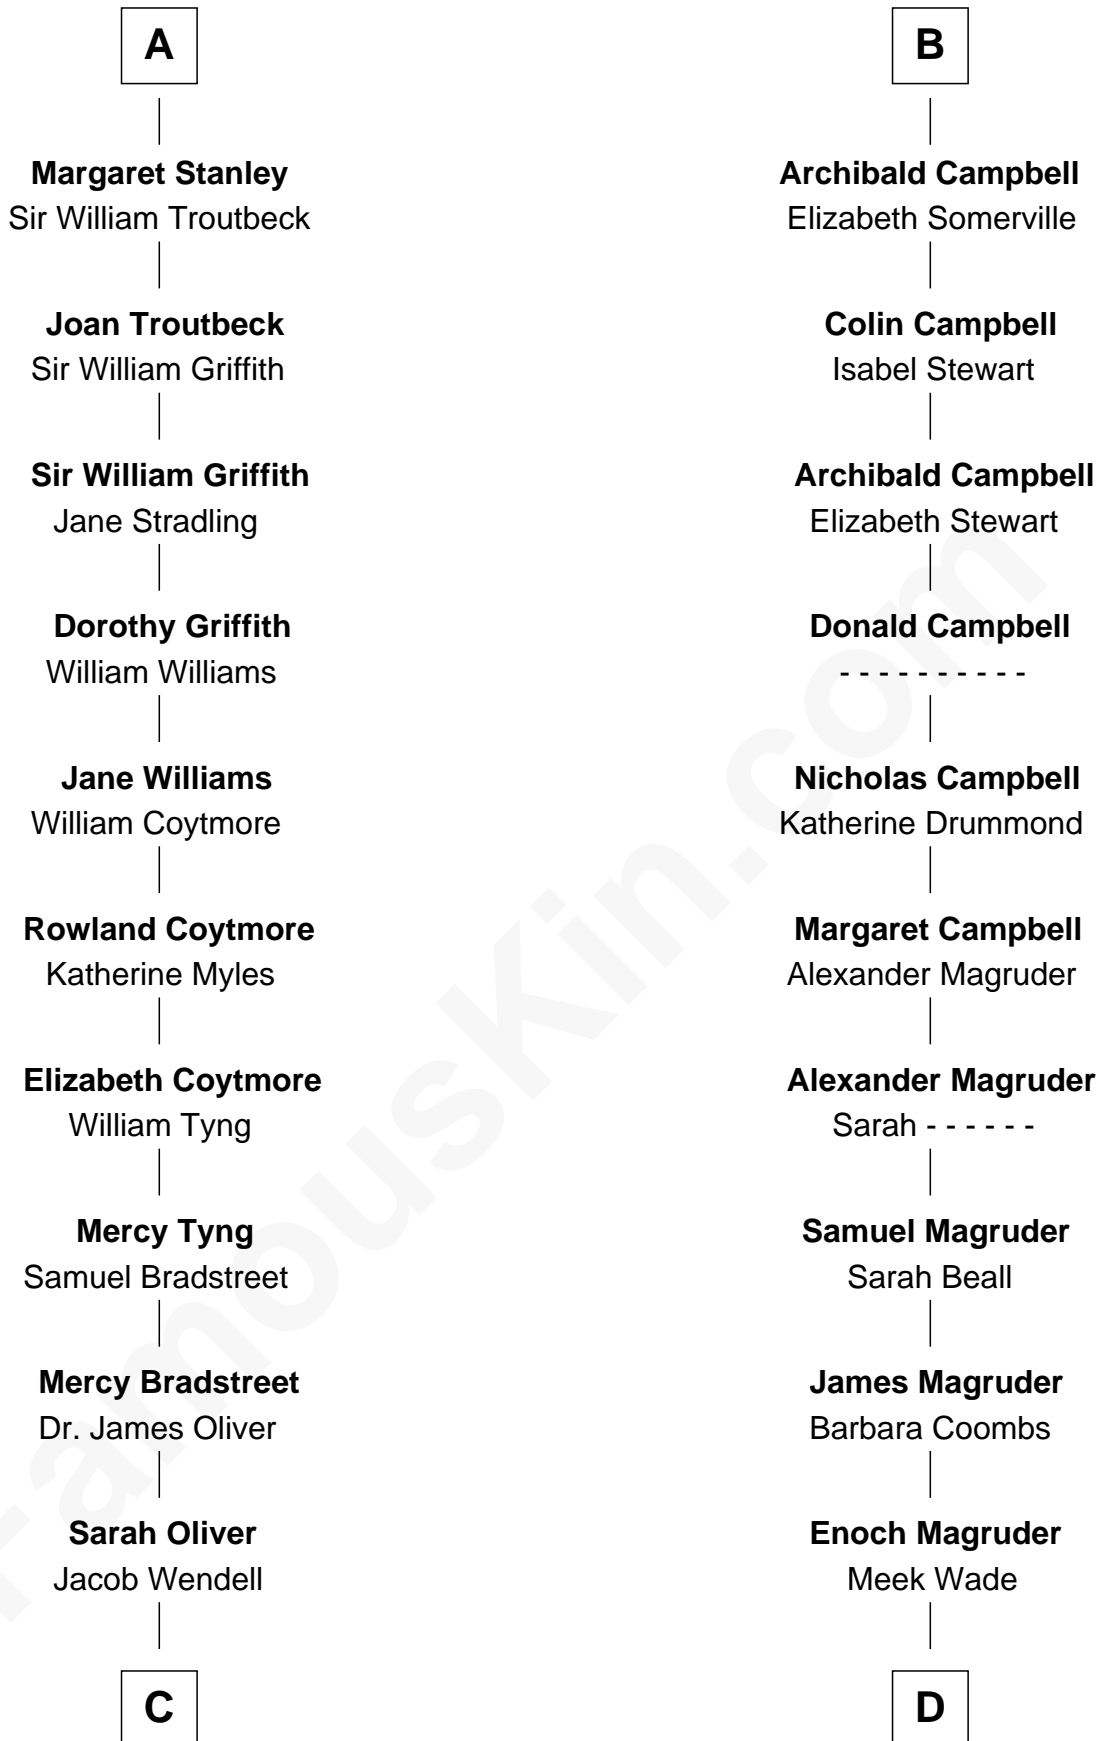 A
Margaret Stanley
Sir William Troutbeck
Joan Troutbeck
Sir William Griffith
Sir William Griffith
Jane Stradling
Dorothy Griffith
William Williams
Jane Williams
William Coytmore
Rowland Coytmore
Katherine Myles
Elizabeth Coytmore
William Tyng
Mercy Tyng
Samuel Bradstreet
Mercy Bradstreet
Dr. James Oliver
Sarah Oliver
Jacob Wendell
C
B
Archibald Campbell
Elizabeth Somerville
Colin Campbell
Isabel Stewart
Archibald Campbell
Elizabeth Stewart
Donald Campbell
- - - - - - - - - -
Nicholas Campbell
Katherine Drummond
Margaret Campbell
Alexander Magruder
Alexander Magruder
Sarah - - - - - -
Samuel Magruder
Sarah Beall
James Magruder
Barbara Coombs
Enoch Magruder
Meek Wade
D
FamousKin.com